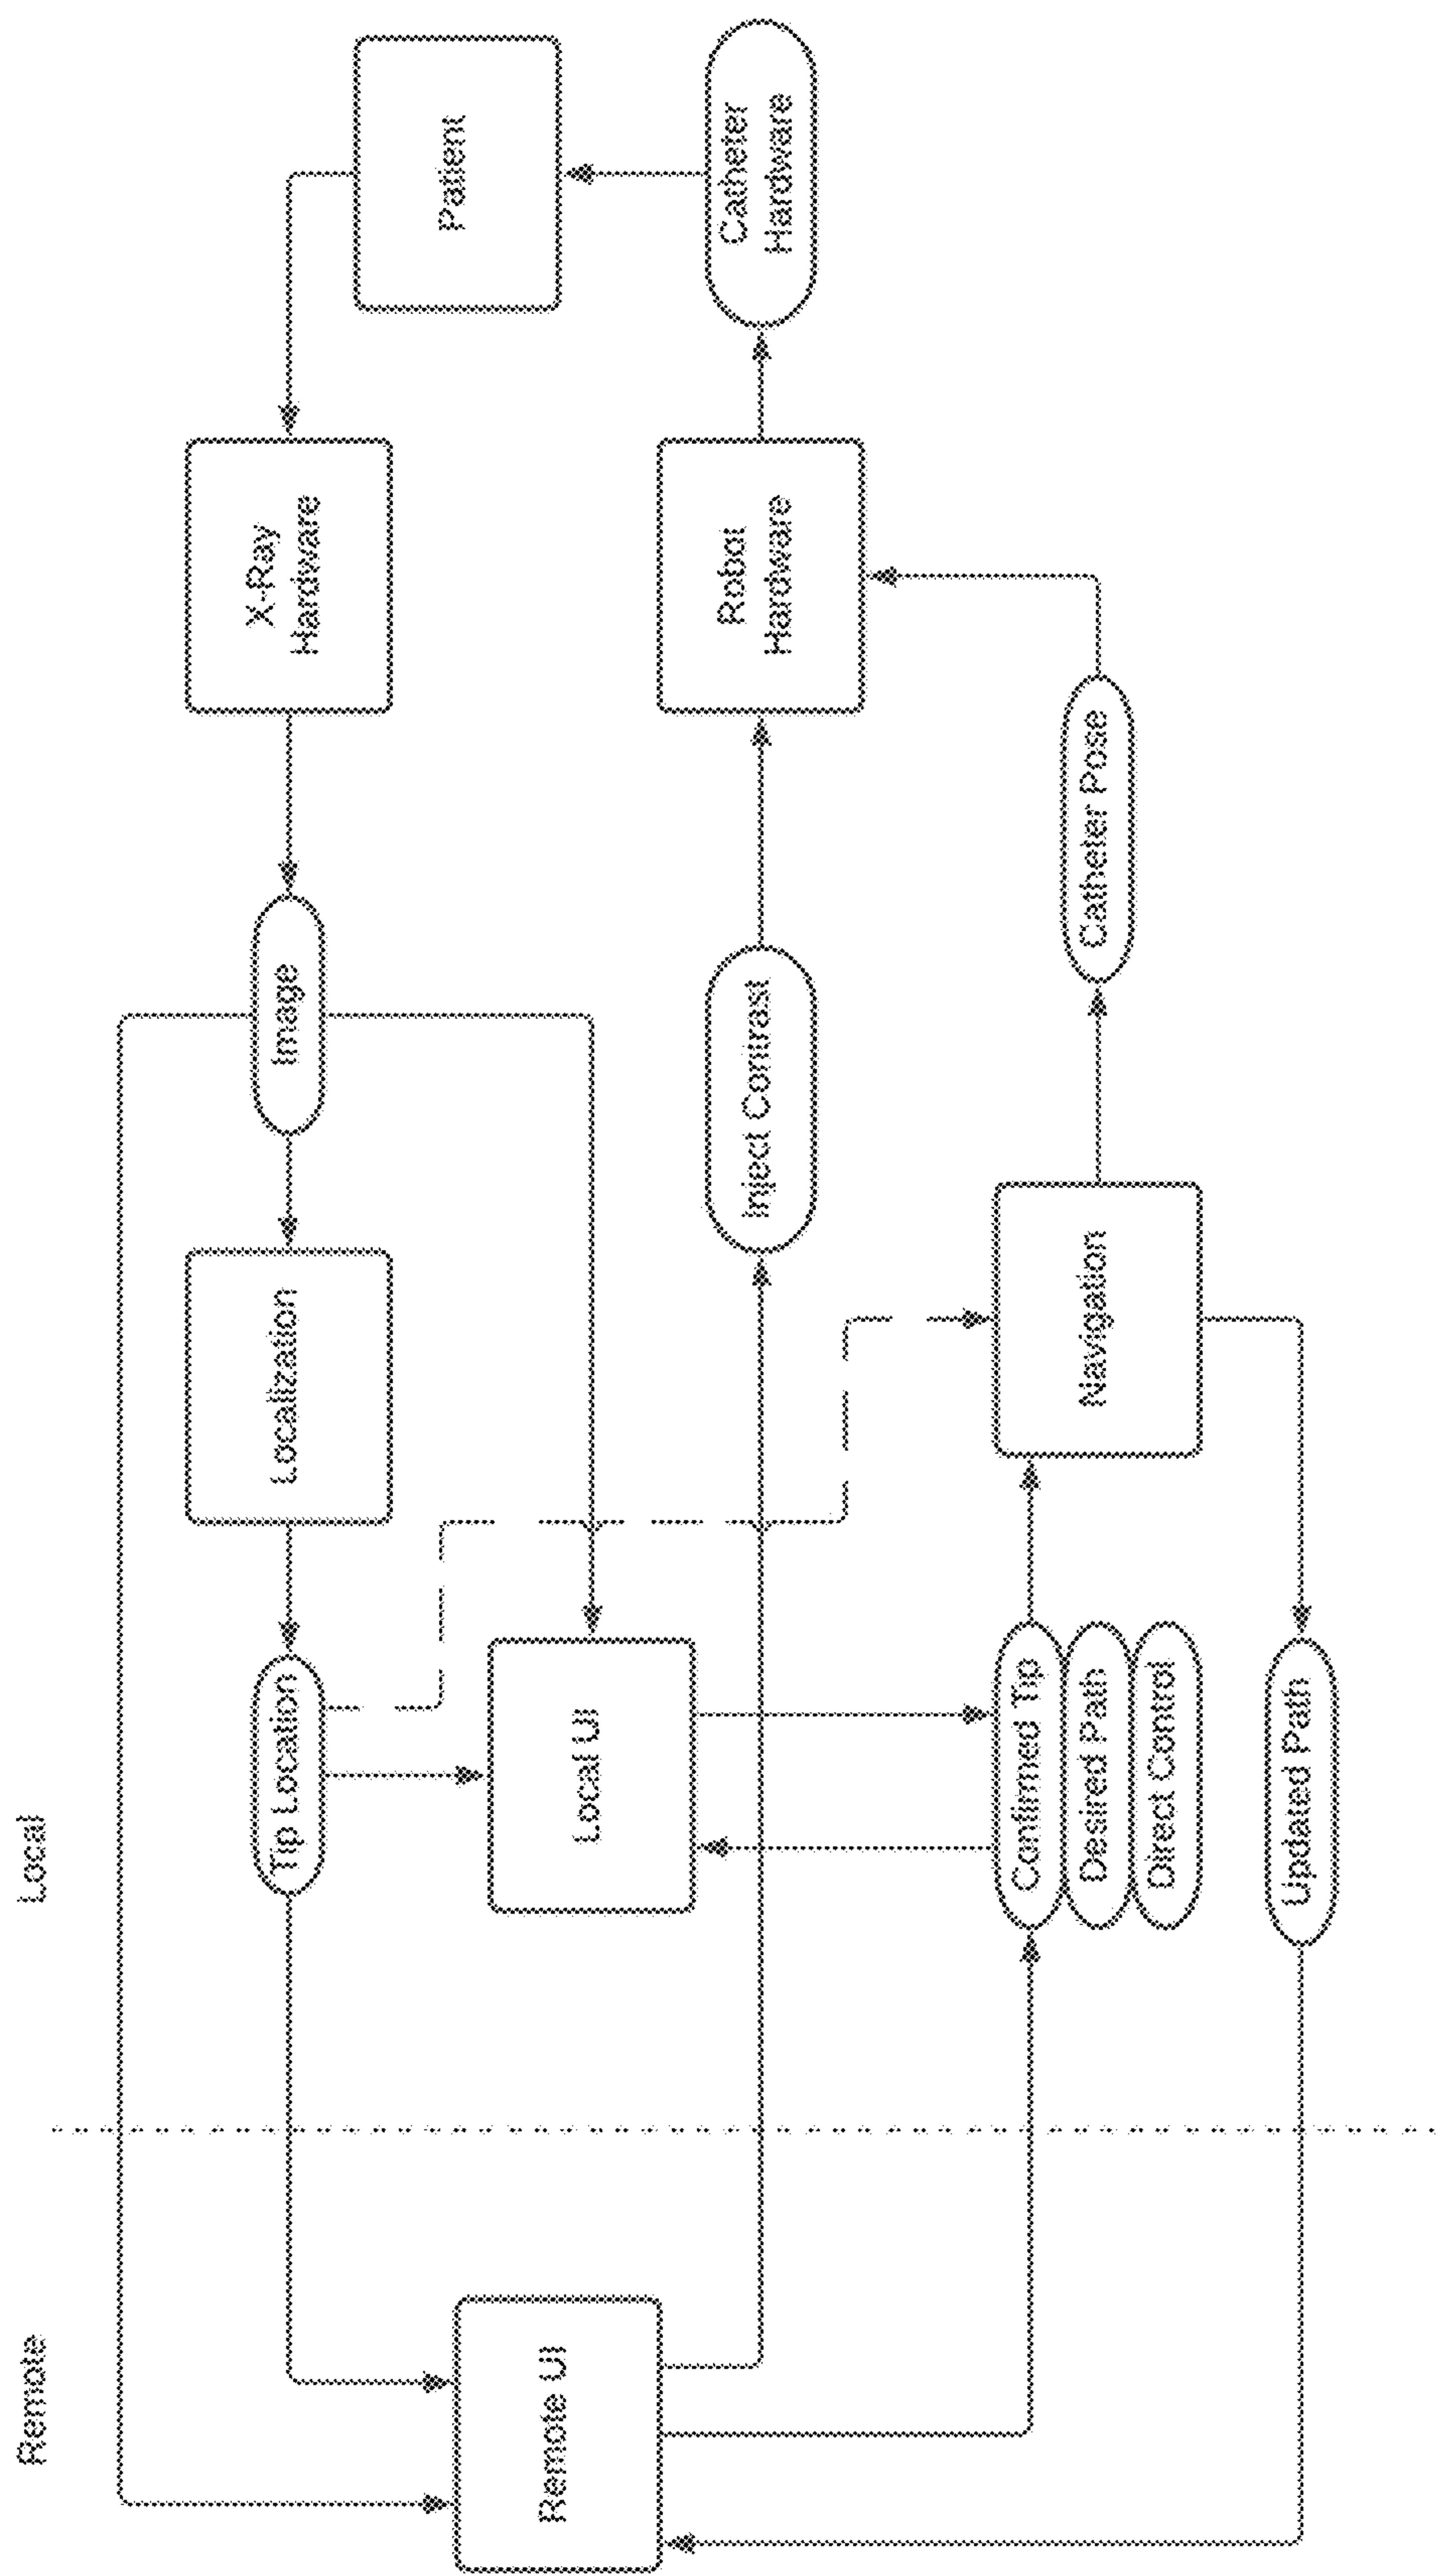 Remote
Local
Remote UI
Tip Location
Localization
Image
X-Ray
Hardware
Patient
Local UI
Inject Contrast
Robot
Hardware
Catheter
Hardware
Confirmed Tip
Desired Path
Direct Control
Navigation
Catheter Pose
Updated Path